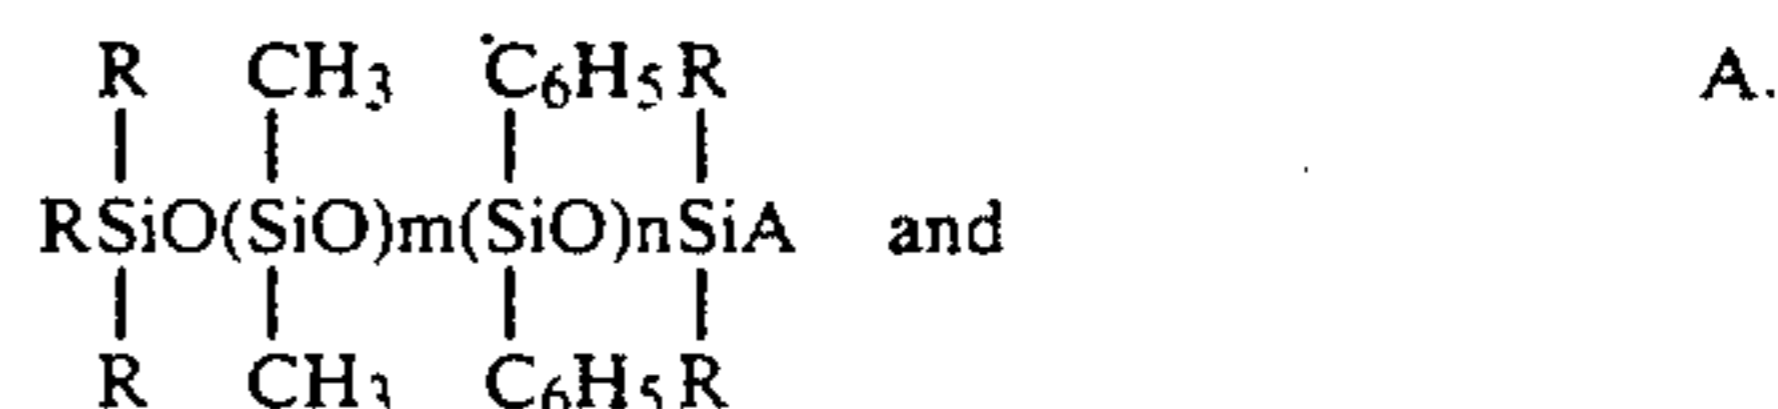 R CH3 C6H5 R A.
RSiO(SiO)m(SiO)nSiA and
R CH3 C6H5 R